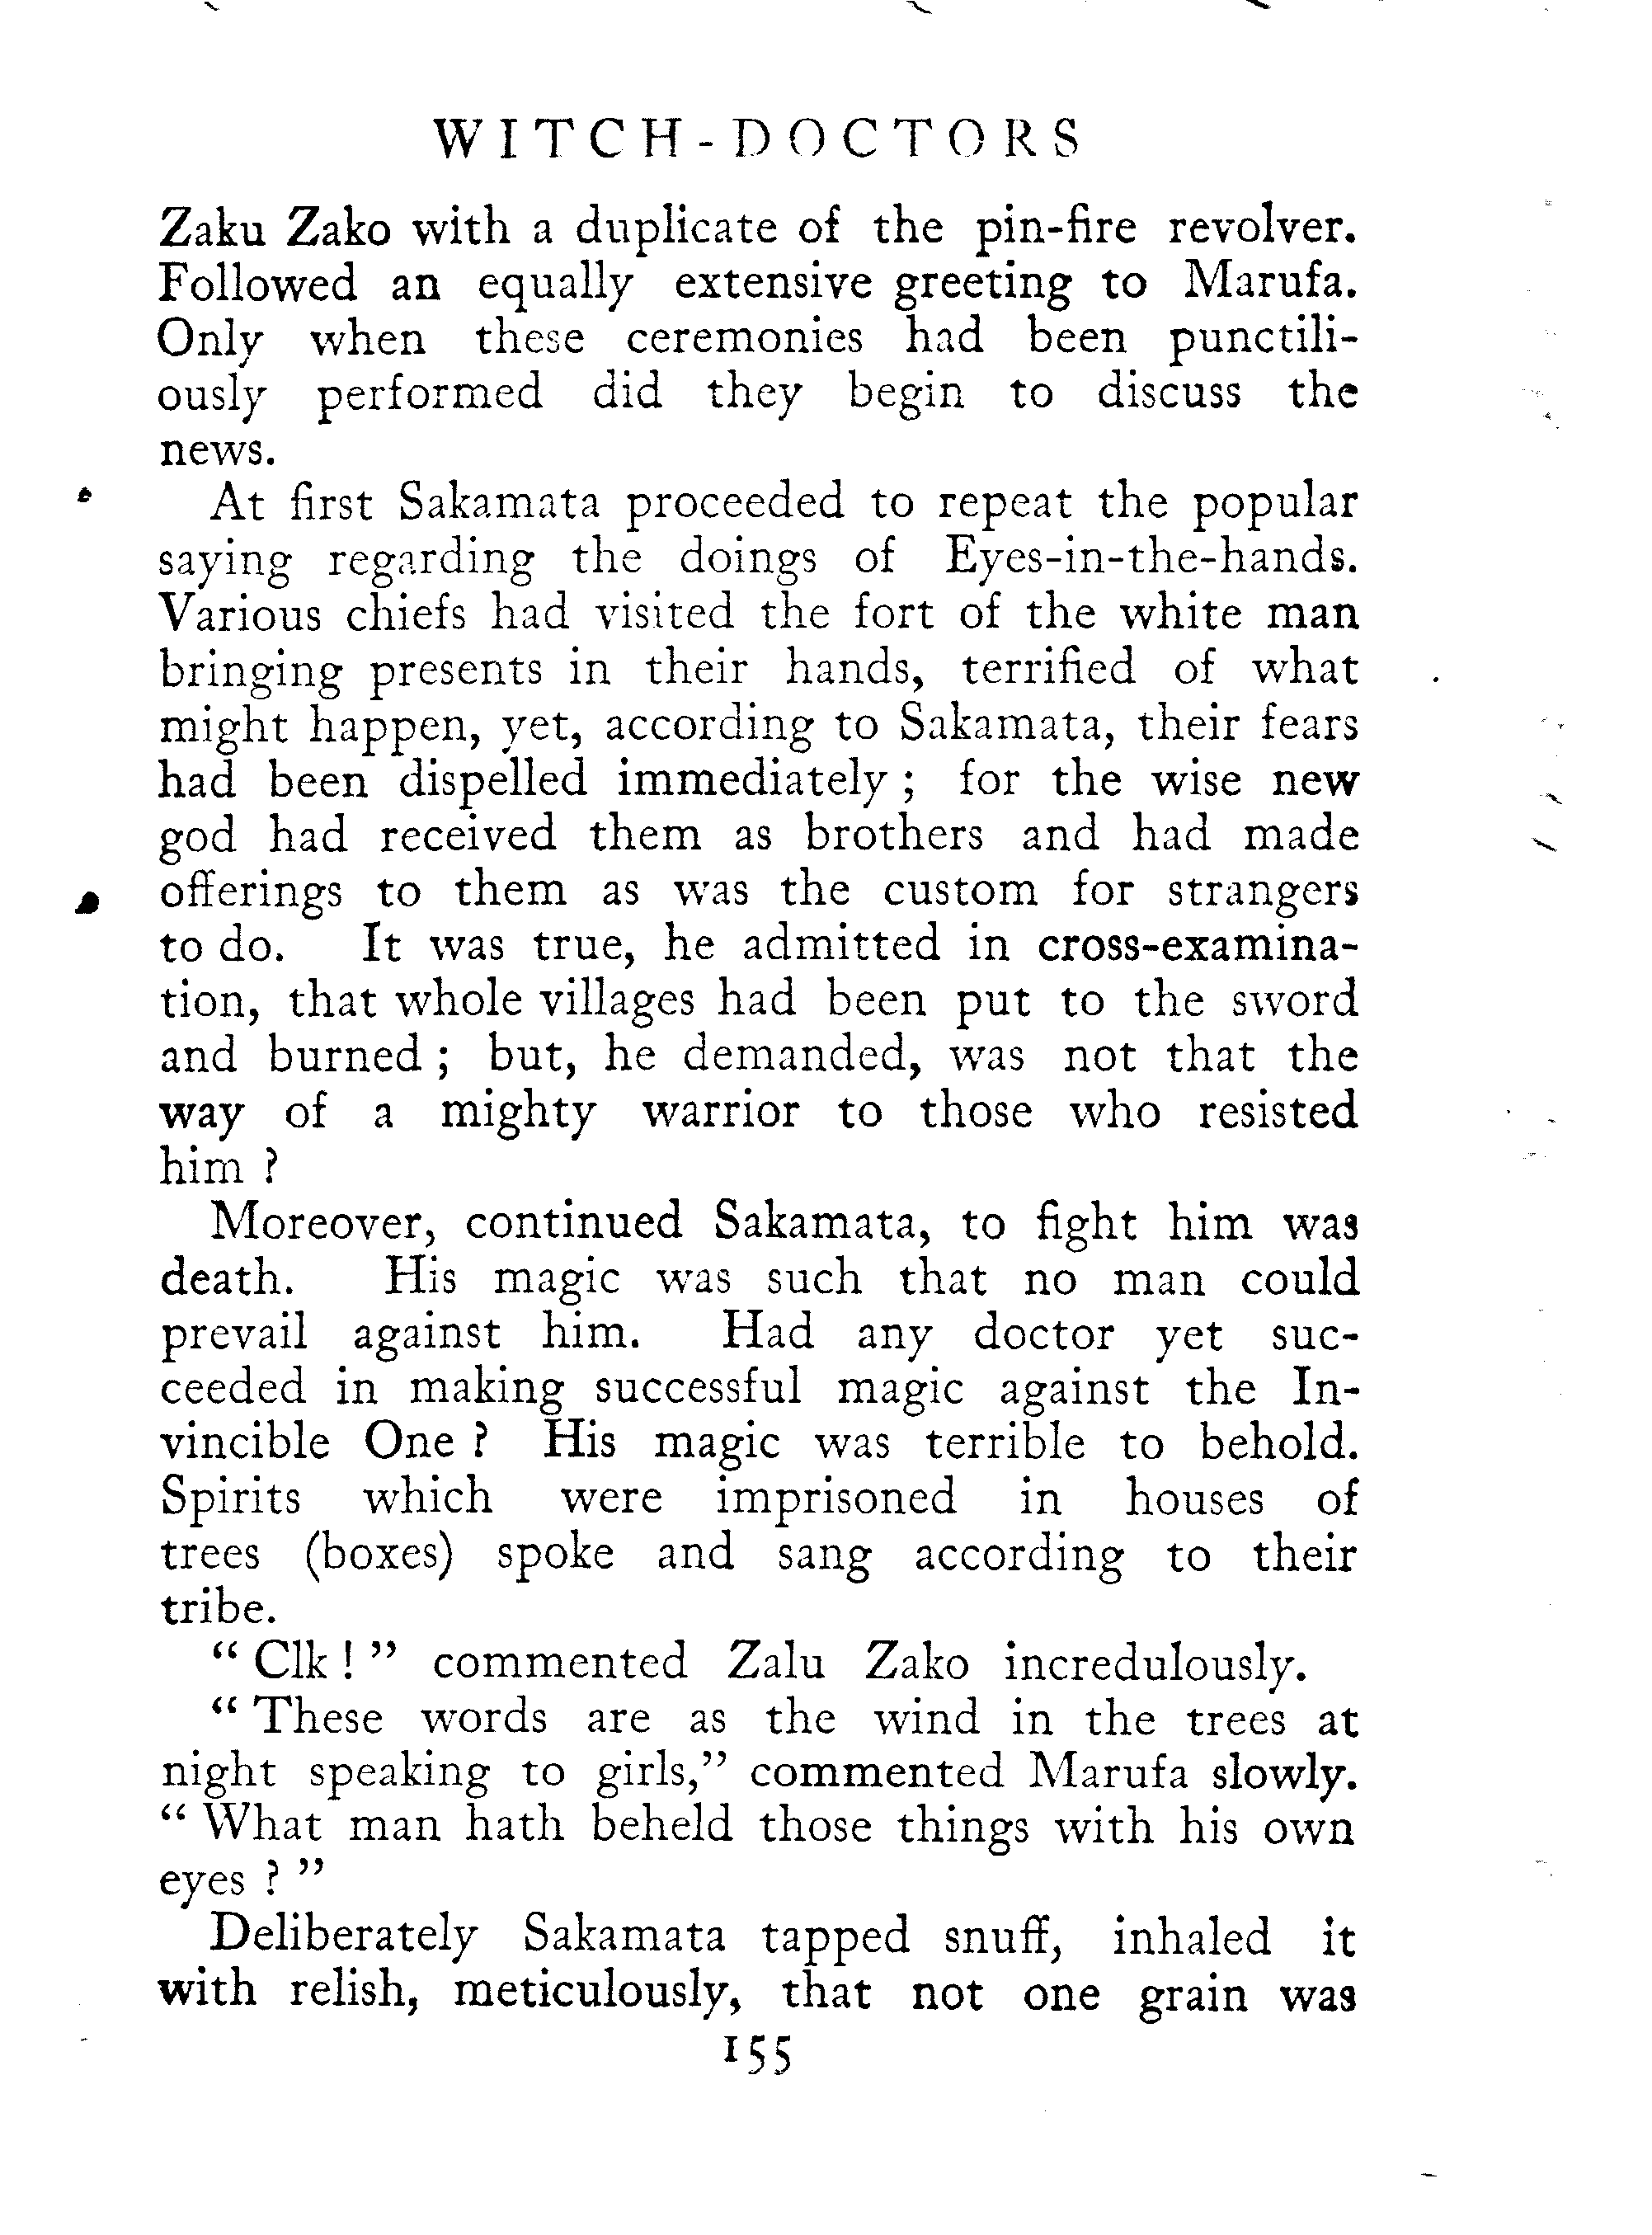 WITCH-DOCTORS
Zaku Zako with a duplicate of the pin-fire revolver.
Followed an equally extensive greeting to Marufa.
Only when these ceremonies had been punctili-
ously performed did they begin to discuss the
news.
At first Sakamata proceeded to repeat the popular
saying regarding the doings of Eyes-in-the-hands.
Various chiefs had visited the fort of the white man
bringing presents in their hands, terrified of what
might happen, yet, according to Sakamata, their fears
had been dispelled immediately ; for the wise new
god had received them as brothers and had made
offerings to them as was the custom for strangers
to do. It was true, he admitted in cross-examina-
tion, that whole villages had been put to the sword
and burned ; but, he demanded, was not that the
way of a mighty warrior to those who resisted
him ?
Moreover, continued Sakamata, to fight him was
death. His magic was such that no man could
prevail against him. Had any doctor yet suc-
ceeded in making successful magic against the In-
vincible One ? His magic was terrible to behold.
Spirits which were imprisoned in houses of
trees (boxes) spoke and sang according to their
tribe.
“ Clk ! ” commented Zalu Zako incredulously.
“ These words are as the wind in the trees at
night speaking to girls,” commented Marufa slowly.
“ What man hath beheld those things with his own
eyes ? ”
Deliberately Sakamata tapped snuff, inhaled it
with relish, meticulously, that not one grain was
155